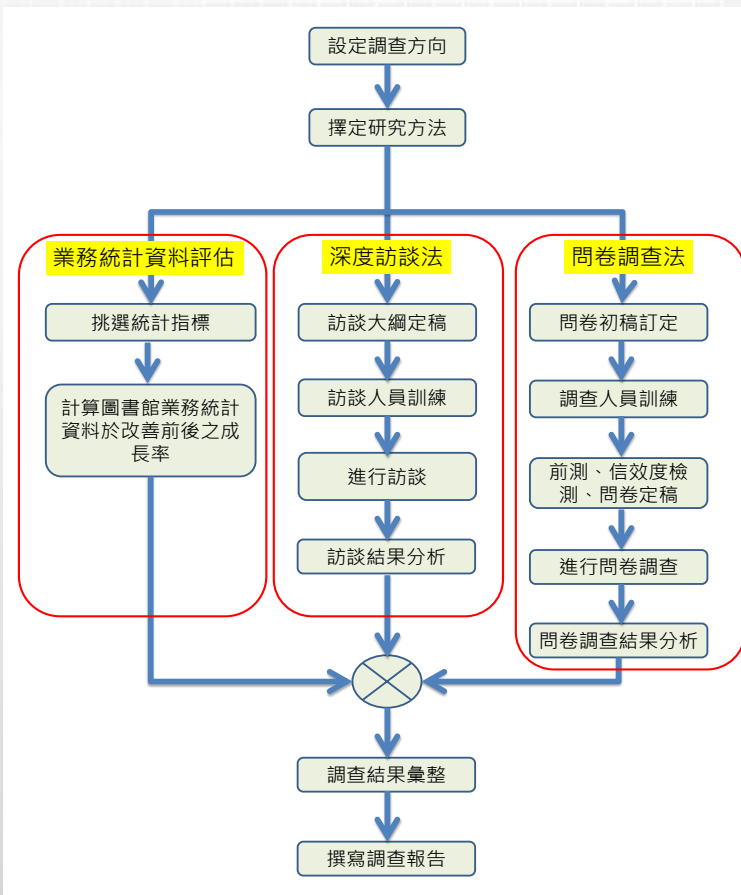 設定調查方向
擇定研究方法
業務統計資料評估
挑選統計指標
計算圖書館業務統計
資料於改善前後之成
長率
深度訪談法
訪談大綱定稿
訪談人員訓練
進行訪談
訪談結果分析
問卷調查法
問卷初稿訂定
調查人員訓練
前測、信效度檢
測、問卷定稿
進行問卷調查
問卷調查結果分析
調查結果彙整
撰寫調查報告